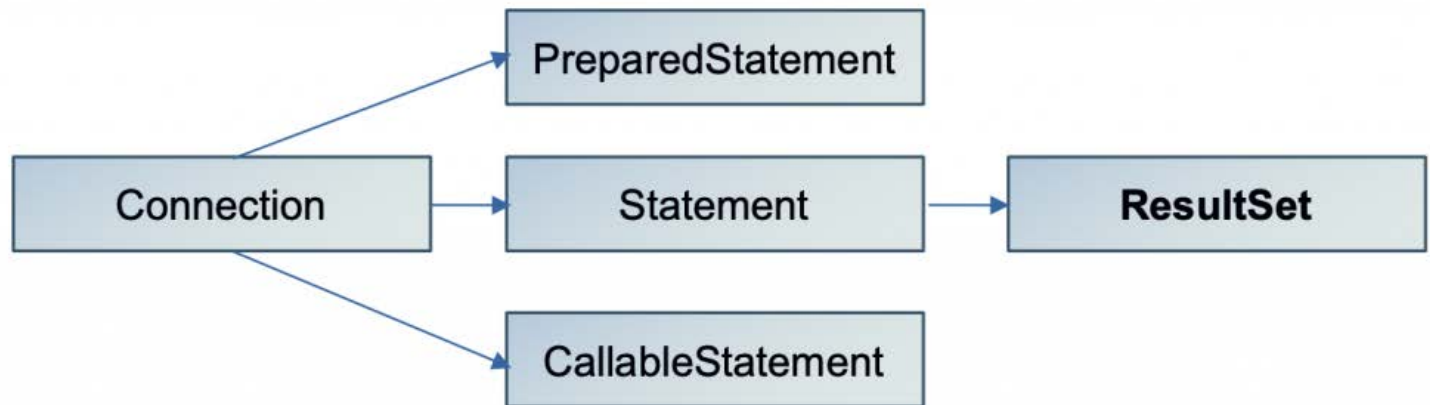 PreparedStatement
Connection
Statement
ResultSet
CallableStatement